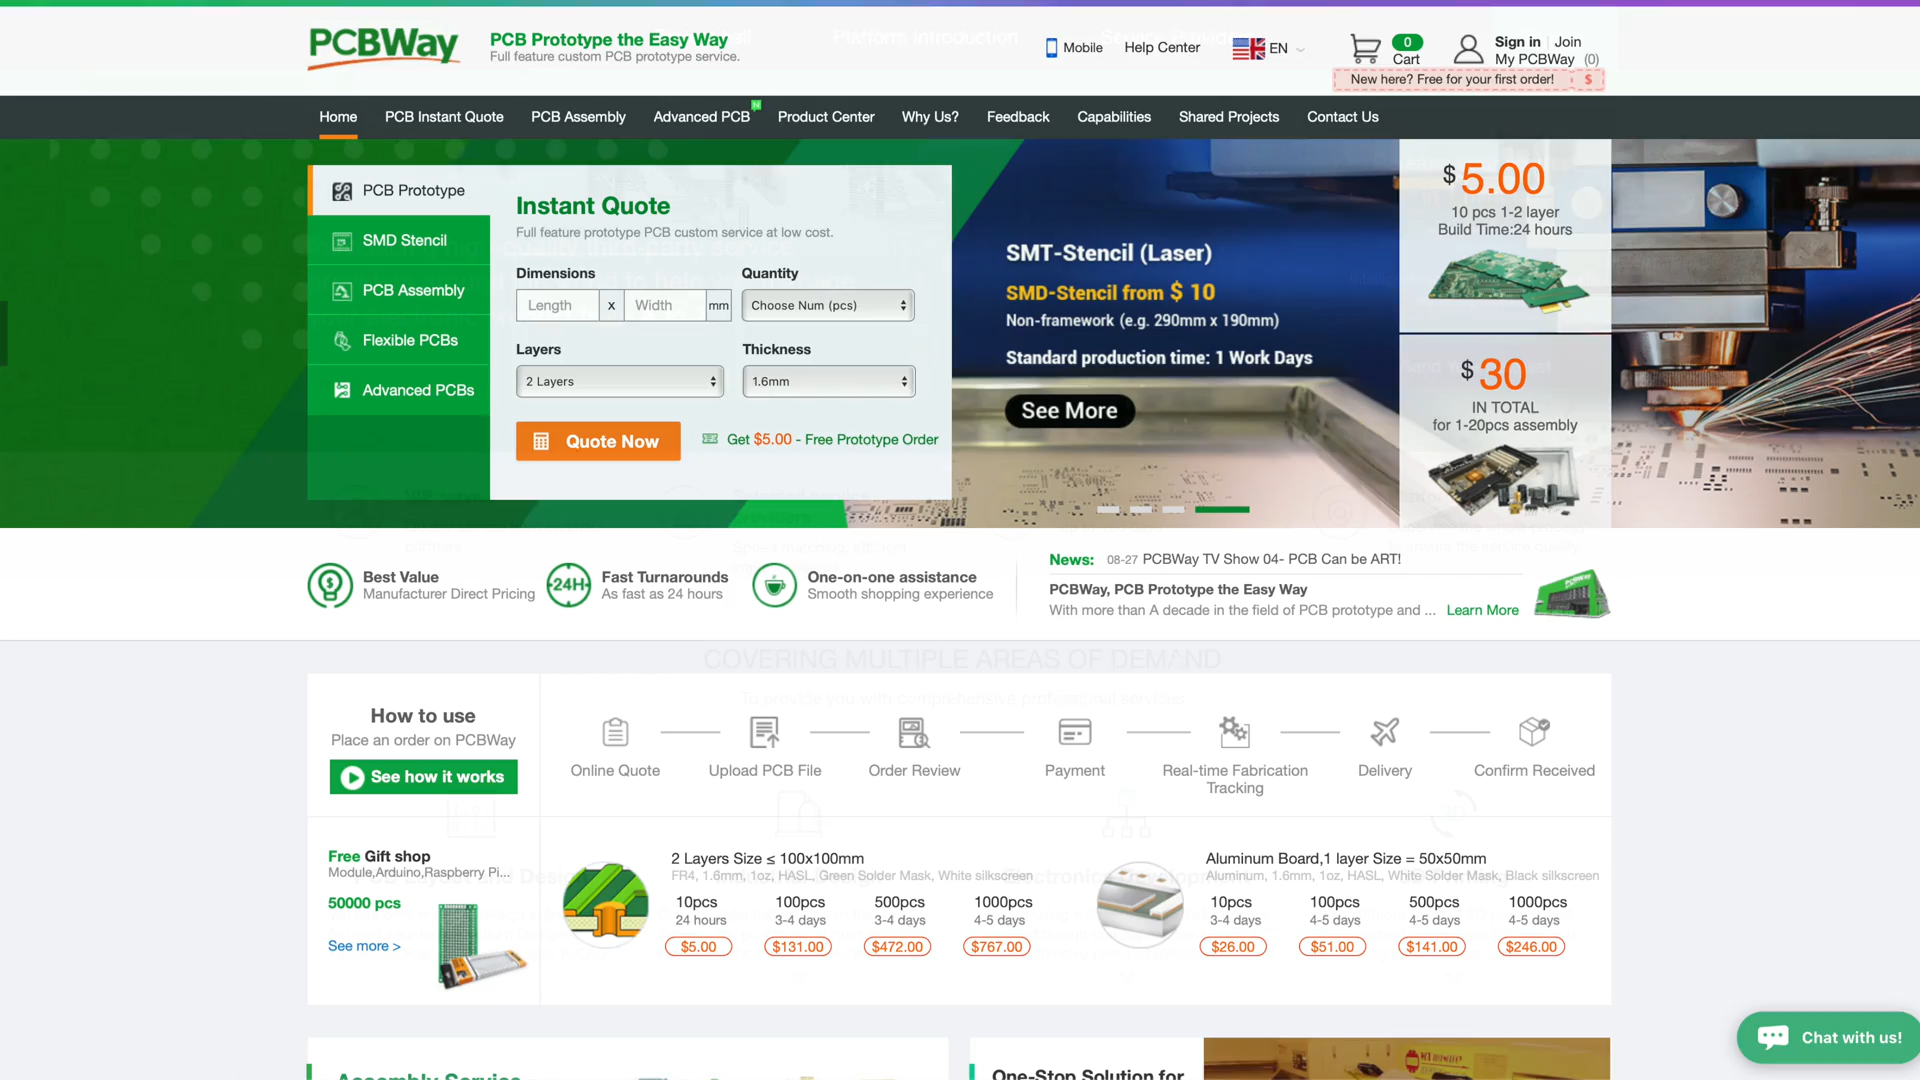 PCBWay
PCB Prototype the Easy Way
Full feature custom PCB prototype service.
Mobile
Help Center
EN
0
Cart
Sign in | Join
My PCBWay (0)
New here? Free for your first order! $
Home
PCB Instant Quote
PCB Assembly
Advanced PCB
N
Product Center
Why Us?
Feedback
Capabilities
Shared Projects
Contact Us
PCB Prototype
SMD Stencil
PCB Assembly
Flexible PCBs
Advanced PCBs
Instant Quote
Full feature prototype PCB custom service at low cost.
Dimensions
Quantity
Length x Width mm
Choose Num (pcs)
Layers
Thickness
2 Layers
1.6mm
Quote Now
Get $5.00 - Free Prototype Order
SMT-Stencil (Laser)
SMD-Stencil from $ 10
Non-framework (e.g. 290mm x 190mm)
Standard production time: 1 Work Days
See More
$5.00
10 pcs 1-2 layer
Build Time:24 hours
$30
IN TOTAL
for 1-20pcs assembly
Best Value
Manufacturer Direct Pricing
24H
Fast Turnarounds
As fast as 24 hours
One-on-one assistance
Smooth shopping experience
News: 08-27 PCBWay TV Show 04- PCB Can be ART!
PCBWay, PCB Prototype the Easy Way
With more than A decade in the field of PCB prototype and ... Learn More
COVERING MULTIPLE AREAS OF DEMAND
To provide you with comprehensive professional services
How to use
Place an order on PCBWay
See how it works
Online Quote
Upload PCB File
Order Review
Payment
Real-time Fabrication
Tracking
Delivery
Confirm Received
Free Gift shop
Module,Arduino,Raspberry Pi...
50000 pcs
See more >
2 Layers Size ≤ 100x100mm
FR4, 1.6mm, 1oz, HASL, Green Solder Mask, White silkscreen
10pcs 100pcs 500pcs 1000pcs
24 hours 3-4 days 3-4 days 4-5 days
$5.00 $131.00 $472.00 $767.00
Aluminum Board,1 layer Size = 50x50mm
Aluminum, 1.6mm, 1oz, HASL, White Solder Mask, Black silkscreen
10pcs 100pcs 500pcs 1000pcs
3-4 days 4-5 days 4-5 days 4-5 days
$26.00 $51.00 $141.00 $246.00
Assembly Service
One-Stop Solution for
Chat with us!